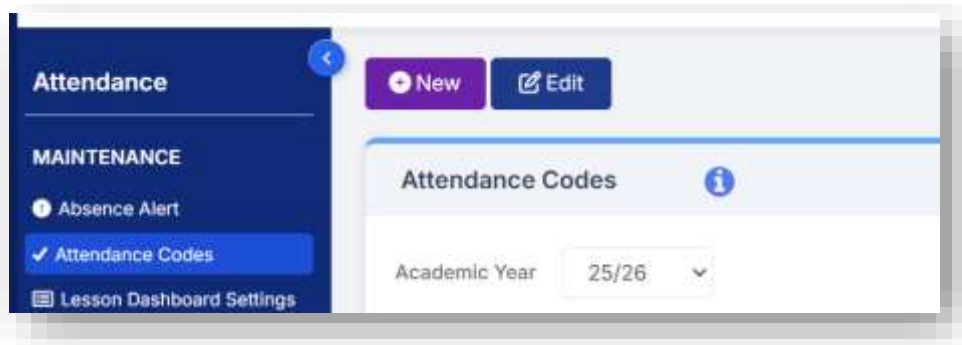 Attendance
MAINTENANCE
Absence Alert
Attendance Codes
Lesson Dashboard Settings
New
Edit
Attendance Codes
Academic Year
25/26